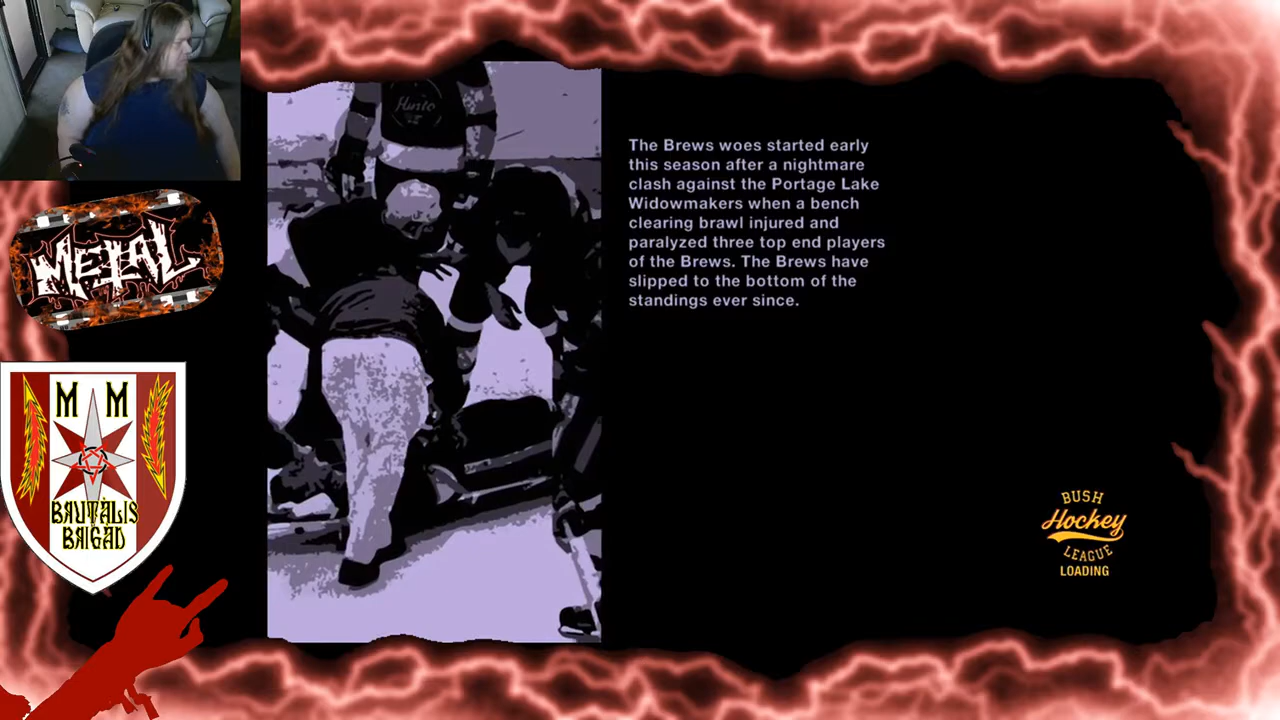 The Brews woes started early
this season after a nightmare
clash against the Portage Lake
Widowmakers when a bench
clearing brawl injured and
paralyzed three top end players
of the Brews. The Brews have
slipped to the bottom of the
standings ever since.
METAL
M M
BRUTALIS
BRIGAD
BUSH
Hockey
LEAGUE
LOADING